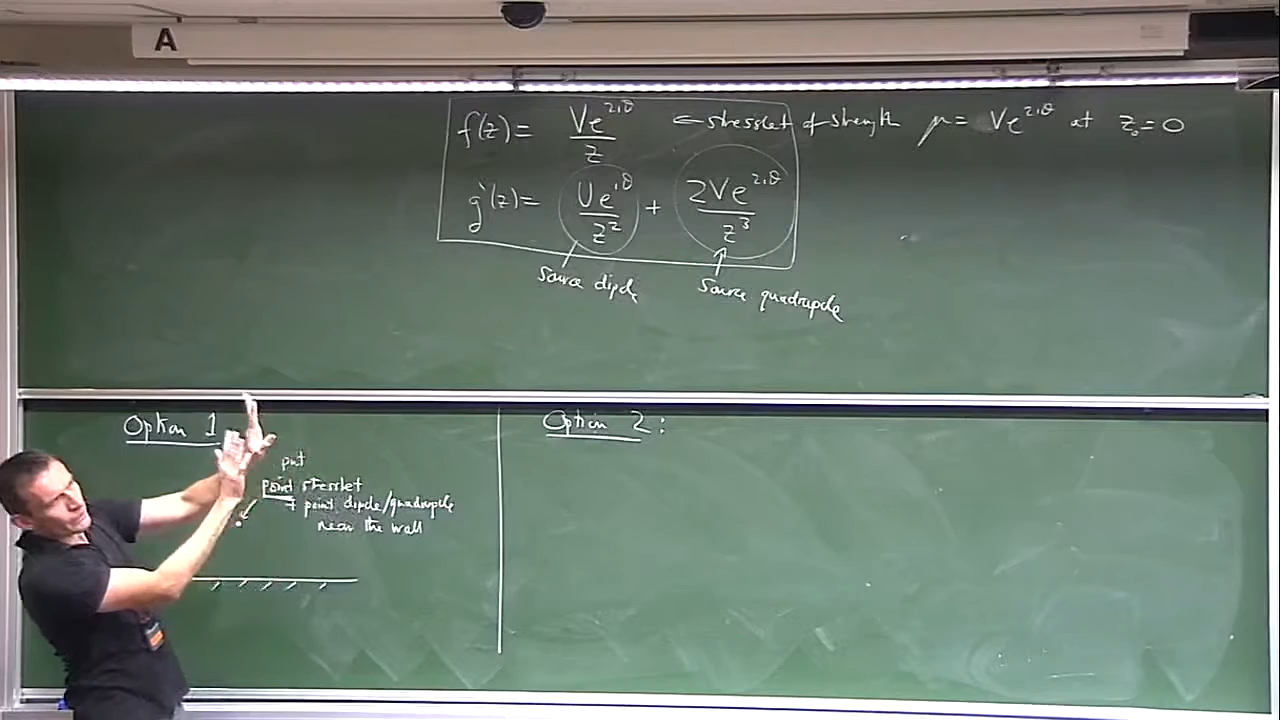 A
f(z) = Ve^{2iθ} / z ← stresslet of strength μ = Ve^{2iθ} at z₀ = 0
g'(z) = Ue^{iθ} / z² + 2Ve^{2iθ} / z³
source dipole source quadrupole
Option 1
put
point stresslet
+ point dipole/quadrupole
near the wall
Option 2: